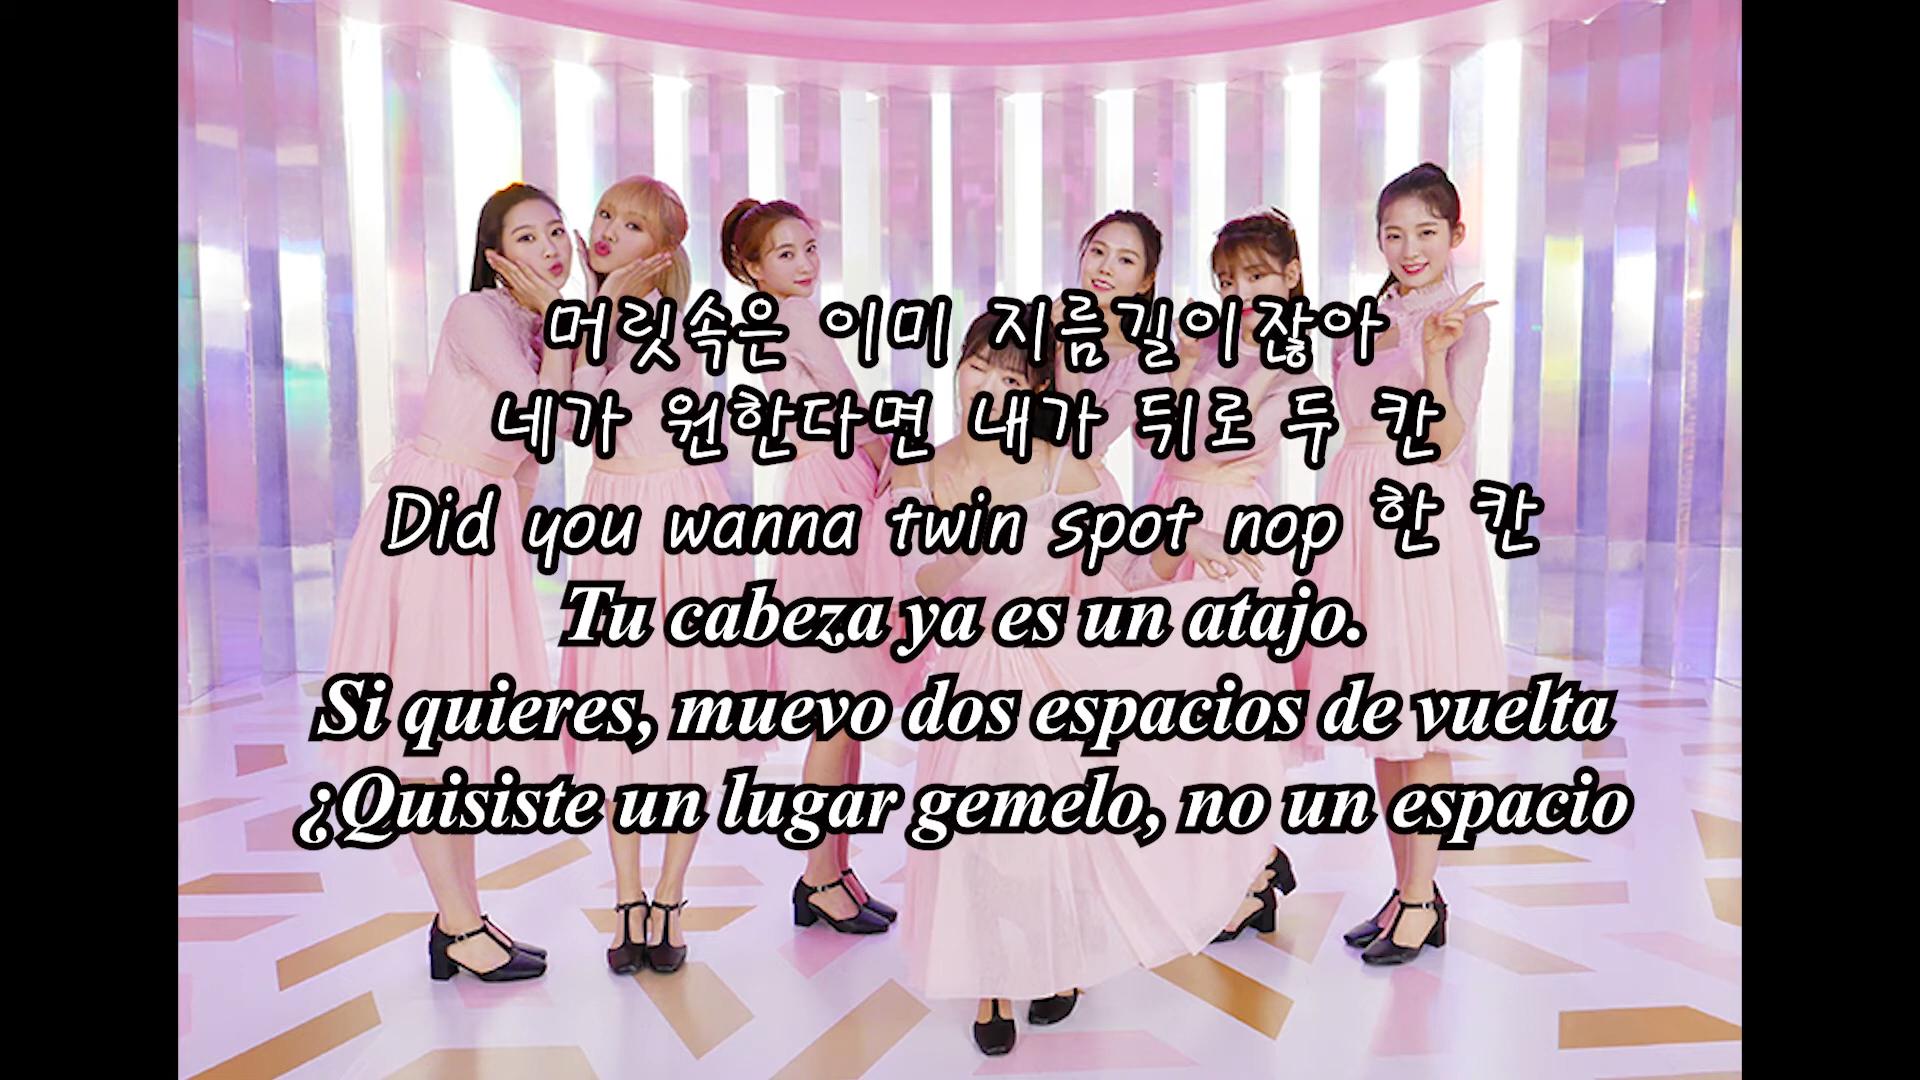 머릿속은 이미 지름길이잖아
네가 원한다면 내가 뒤로 두 칸
Did you wanna twin spot nop 한 칸
Tu cabeza ya es un atajo.
Si quieres, muevo dos espacios de vuelta
¿Quisiste un lugar gemelo, no un espacio